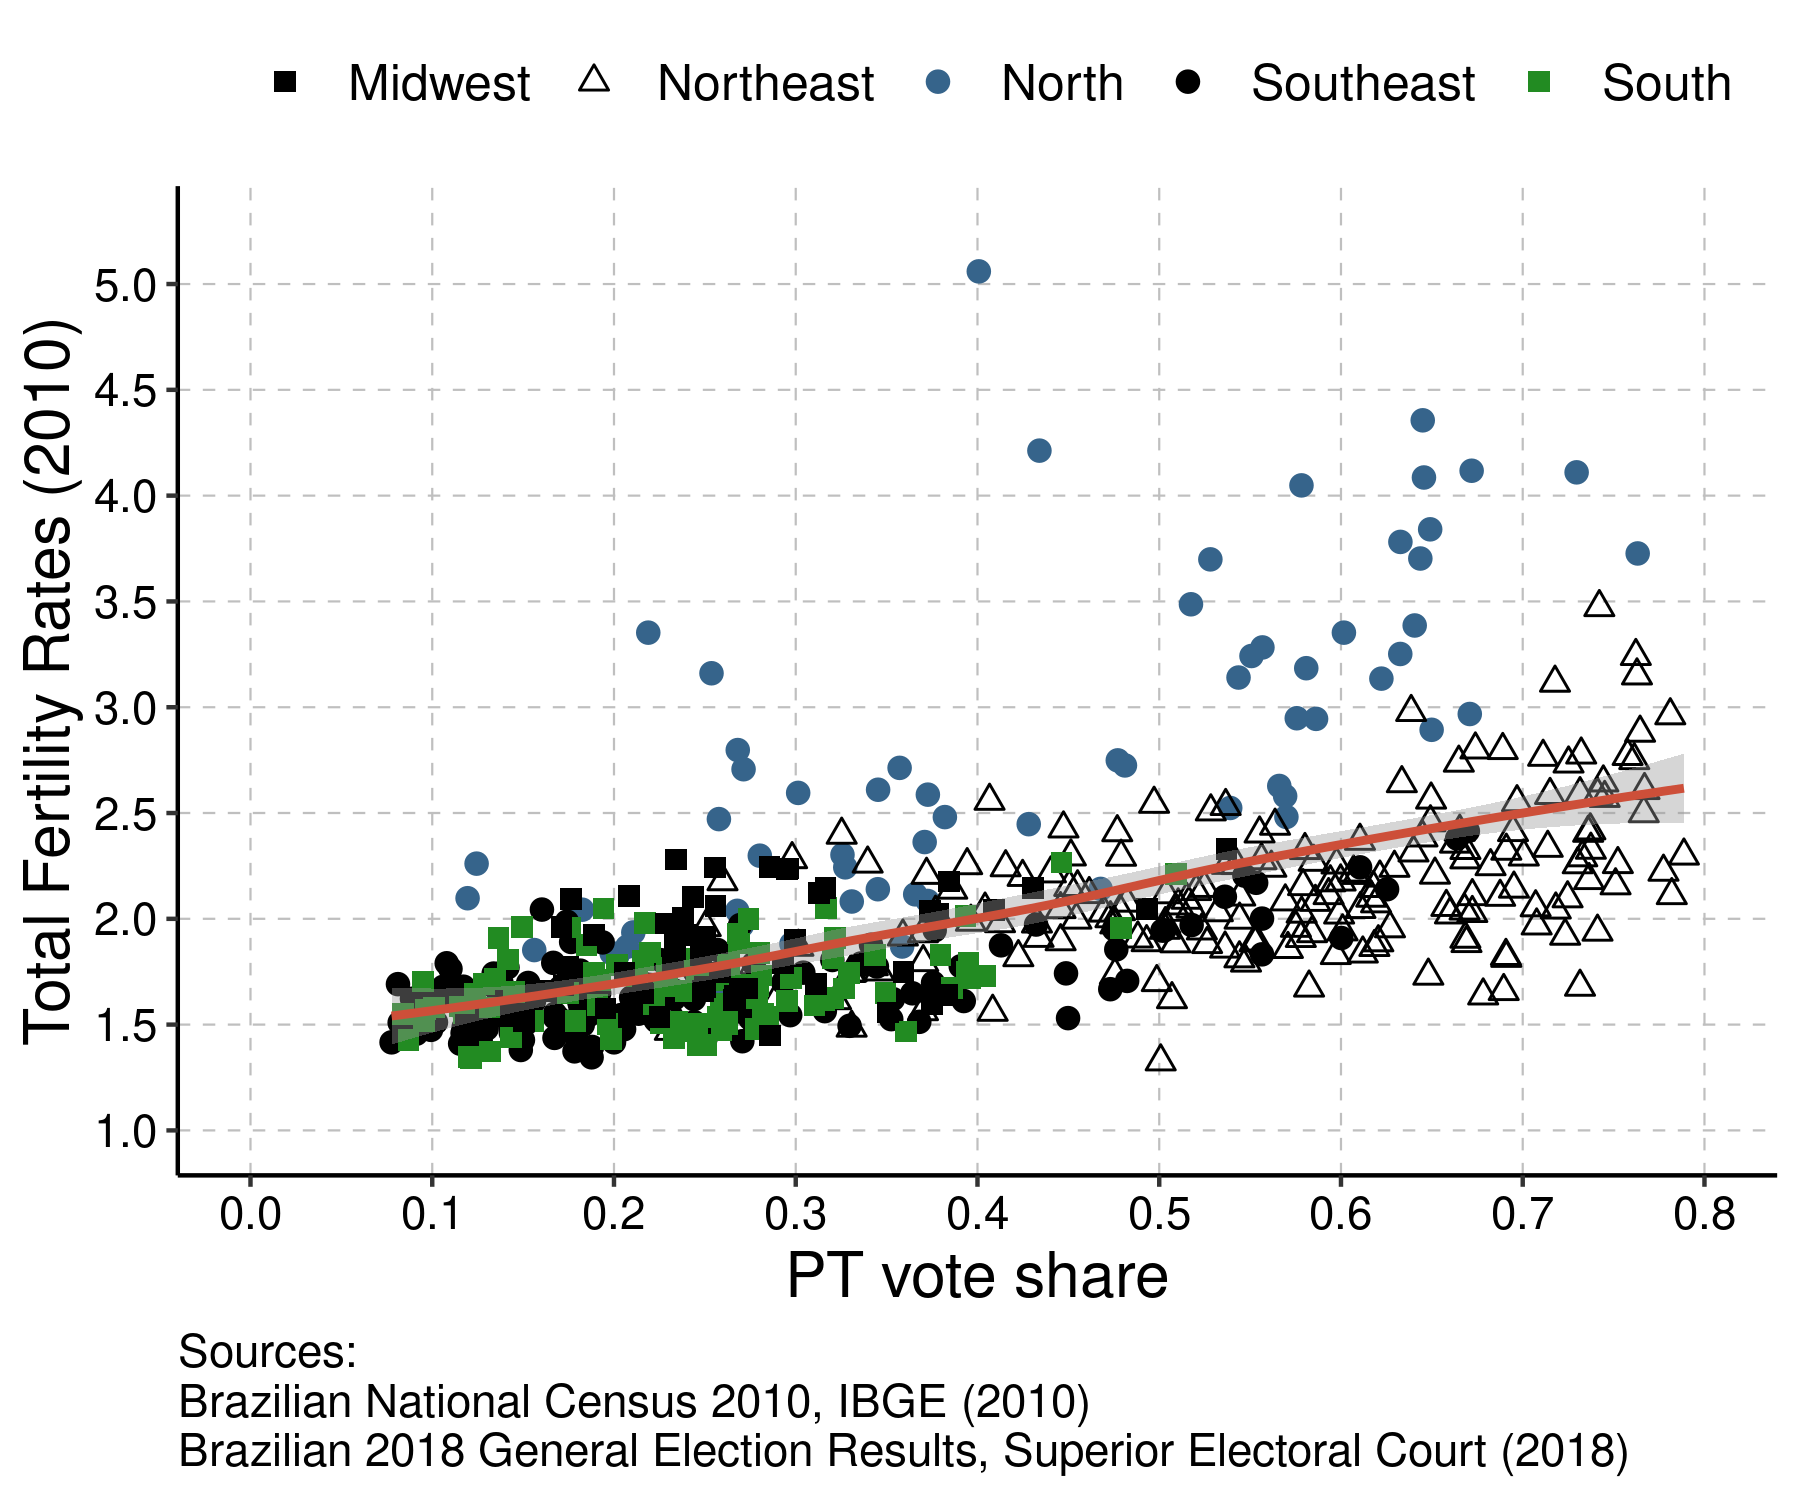 Midwest Northeast North Southeast South
Total Fertility Rates (2010)
5.0
4.5
4.0
3.5
3.0
2.5
2.0
1.5
1.0
0.0 0.1 0.2 0.3 0.4 0.5 0.6 0.7 0.8
PT vote share
Sources:
Brazilian National Census 2010, IBGE (2010)
Brazilian 2018 General Election Results, Superior Electoral Court (2018)